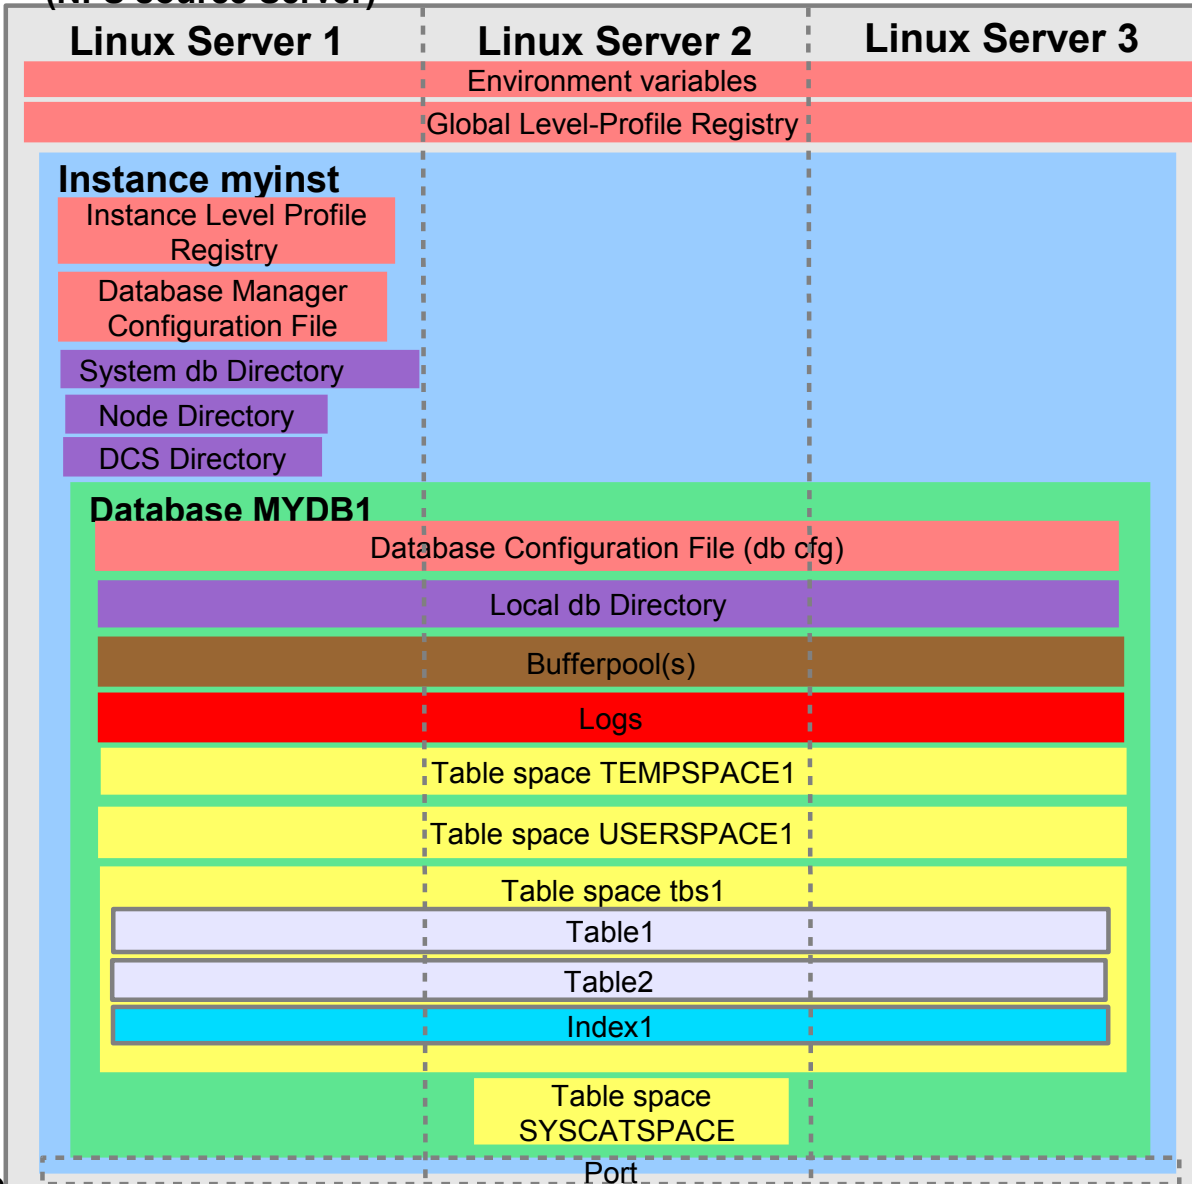 (NFS source Server)
Linux Server 1
Linux Server 2
Linux Server 3
Environment variables
Global Level-Profile Registry
Instance myinst
Instance Level Profile
Registry
Database Manager
Configuration File
System db Directory
Node Directory
DCS Directory
Database MYDB1
Database Configuration File (db cfg)
Local db Directory
Bufferpool(s)
Logs
Table space TEMPSPACE1
Table space USERSPACE1
Table space tbs1
Table1
Table2
Index1
Table space
SYSCATSPACE
Port